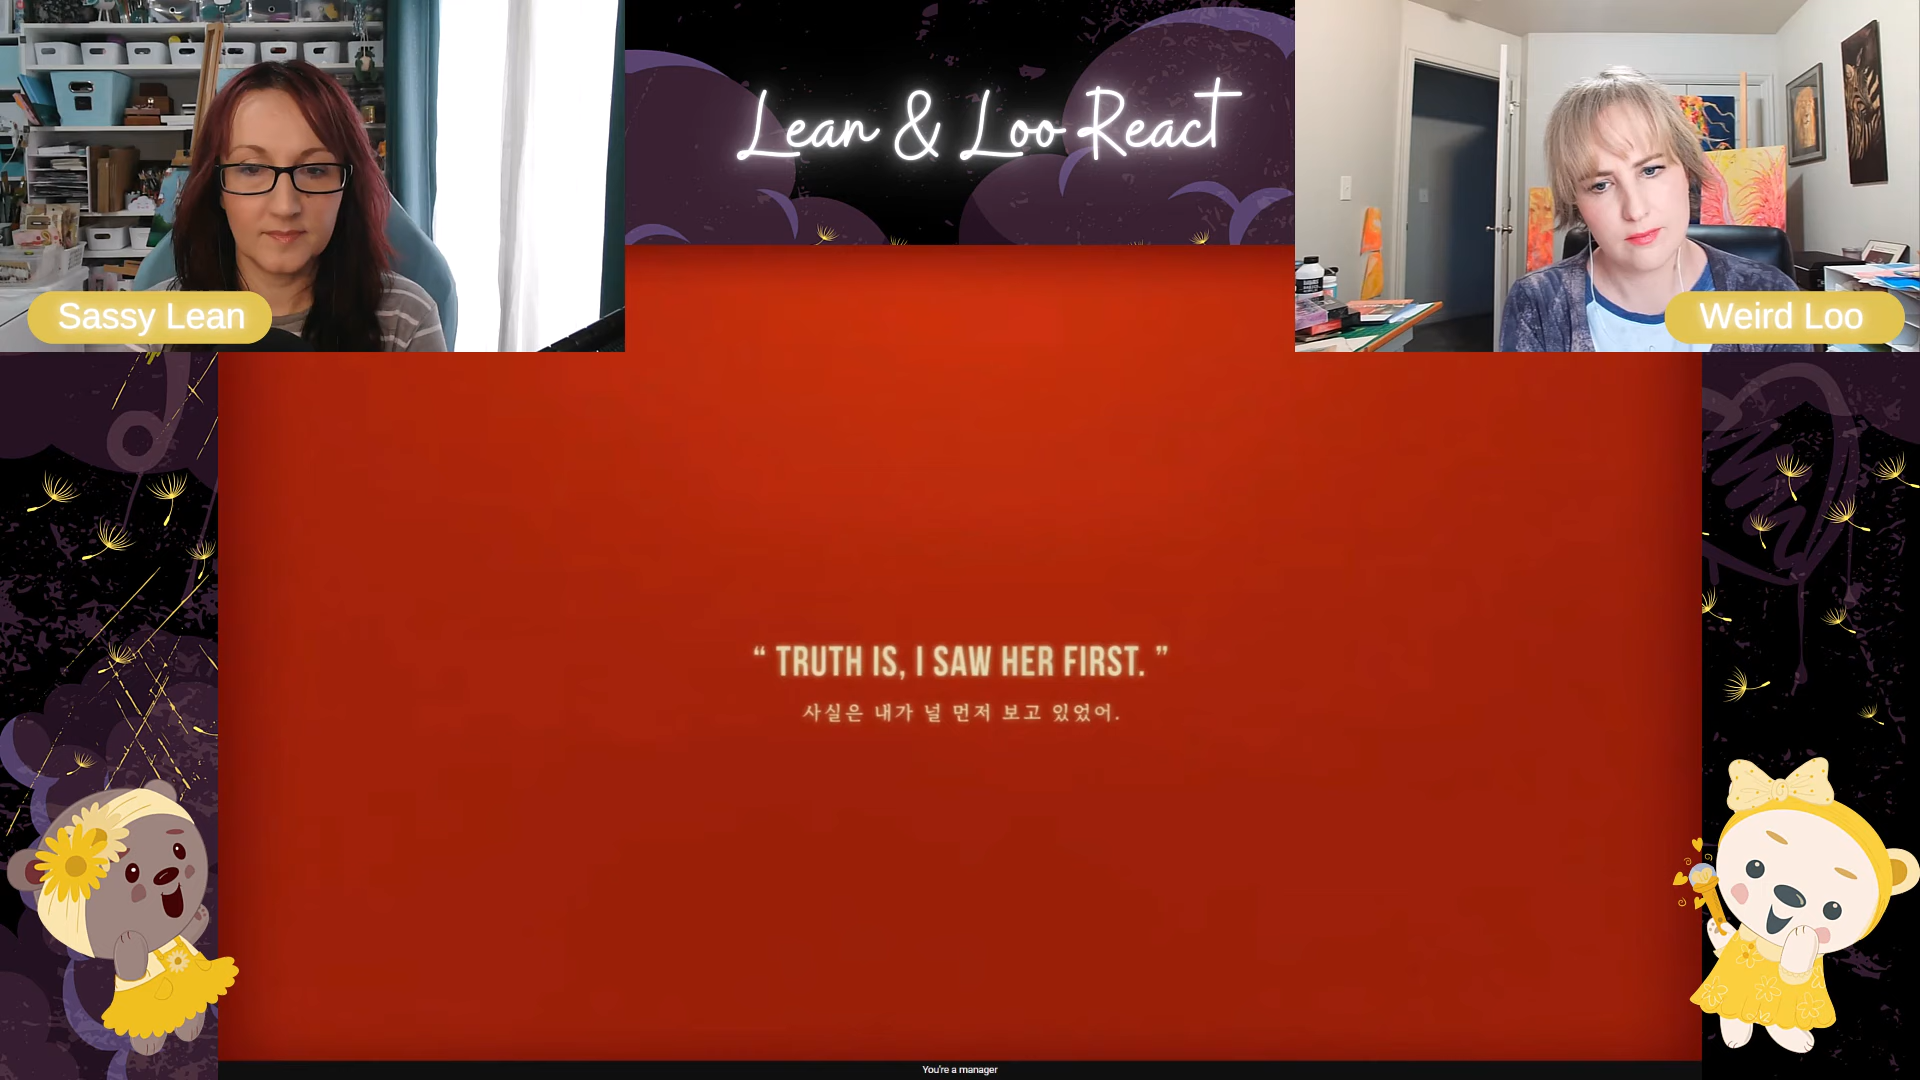 Lean & Loo React
Sassy Lean
Weird Loo
“ TRUTH IS, I SAW HER FIRST. ”
사실은 내가 널 먼저 보고 있었어.
You're a manager